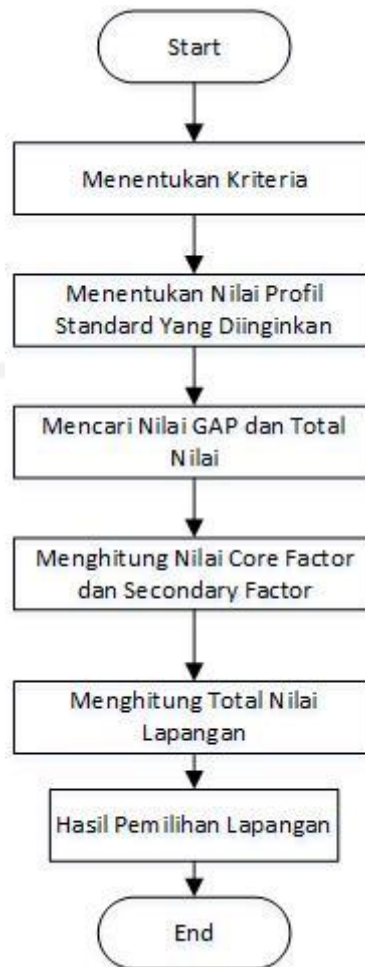 Start
Menentukan Kriteria
Menentukan Nilai Profil
Standard Yang Diinginkan
Mencari Nilai GAP dan Total
Nilai
Menghitung Nilai Core Factor
dan Secondary Factor
Menghitung Total Nilai
Lapangan
Hasil Pemilihan Lapangan
End